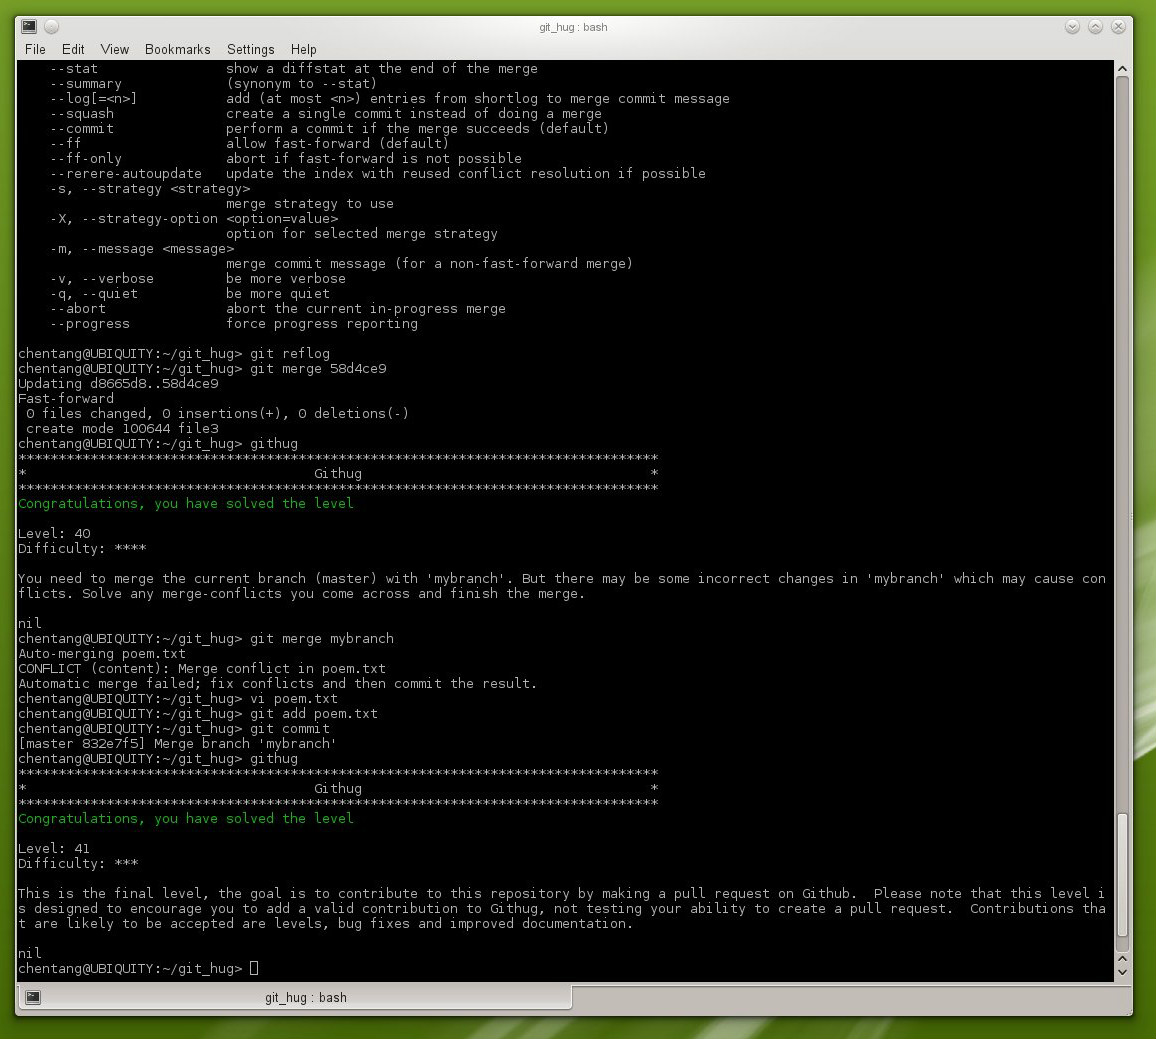 git_hug : bash
File Edit View Bookmarks Settings Help
    --stat                show a diffstat at the end of the merge
    --summary             (synonym to --stat)
    --log[=<n>]           add (at most <n>) entries from shortlog to merge commit message
    --squash              create a single commit instead of doing a merge
    --commit              perform a commit if the merge succeeds (default)
    --ff                  allow fast-forward (default)
    --ff-only             abort if fast-forward is not possible
    --rerere-autoupdate   update the index with reused conflict resolution if possible
    -s, --strategy <strategy>
                          merge strategy to use
    -X, --strategy-option <option=value>
                          option for selected merge strategy
    -m, --message <message>
                          merge commit message (for a non-fast-forward merge)
    -v, --verbose         be more verbose
    -q, --quiet           be more quiet
    --abort               abort the current in-progress merge
    --progress            force progress reporting
chentang@UBIQUITY:~/git_hug> git reflog
chentang@UBIQUITY:~/git_hug> git merge 58d4ce9
Updating d8665d8..58d4ce9
Fast-forward
 0 files changed, 0 insertions(+), 0 deletions(-)
 create mode 100644 file3
chentang@UBIQUITY:~/git_hug> githug
********************************************************************************
*                                    Githug                                    *
********************************************************************************
Congratulations, you have solved the level
Level: 40
Difficulty: ****
You need to merge the current branch (master) with 'mybranch'. But there may be some incorrect changes in 'mybranch' which may cause con
flicts. Solve any merge-conflicts you come across and finish the merge.
nil
chentang@UBIQUITY:~/git_hug> git merge mybranch
Auto-merging poem.txt
CONFLICT (content): Merge conflict in poem.txt
Automatic merge failed; fix conflicts and then commit the result.
chentang@UBIQUITY:~/git_hug> vi poem.txt
chentang@UBIQUITY:~/git_hug> git add poem.txt
chentang@UBIQUITY:~/git_hug> git commit
[master 832e7f5] Merge branch 'mybranch'
chentang@UBIQUITY:~/git_hug> githug
********************************************************************************
*                                    Githug                                    *
********************************************************************************
Congratulations, you have solved the level
Level: 41
Difficulty: ***
This is the final level, the goal is to contribute to this repository by making a pull request on Github.  Please note that this level i
s designed to encourage you to add a valid contribution to Githug, not testing your ability to create a pull request.  Contributions tha
t are likely to be accepted are levels, bug fixes and improved documentation.
nil
chentang@UBIQUITY:~/git_hug>
git_hug : bash